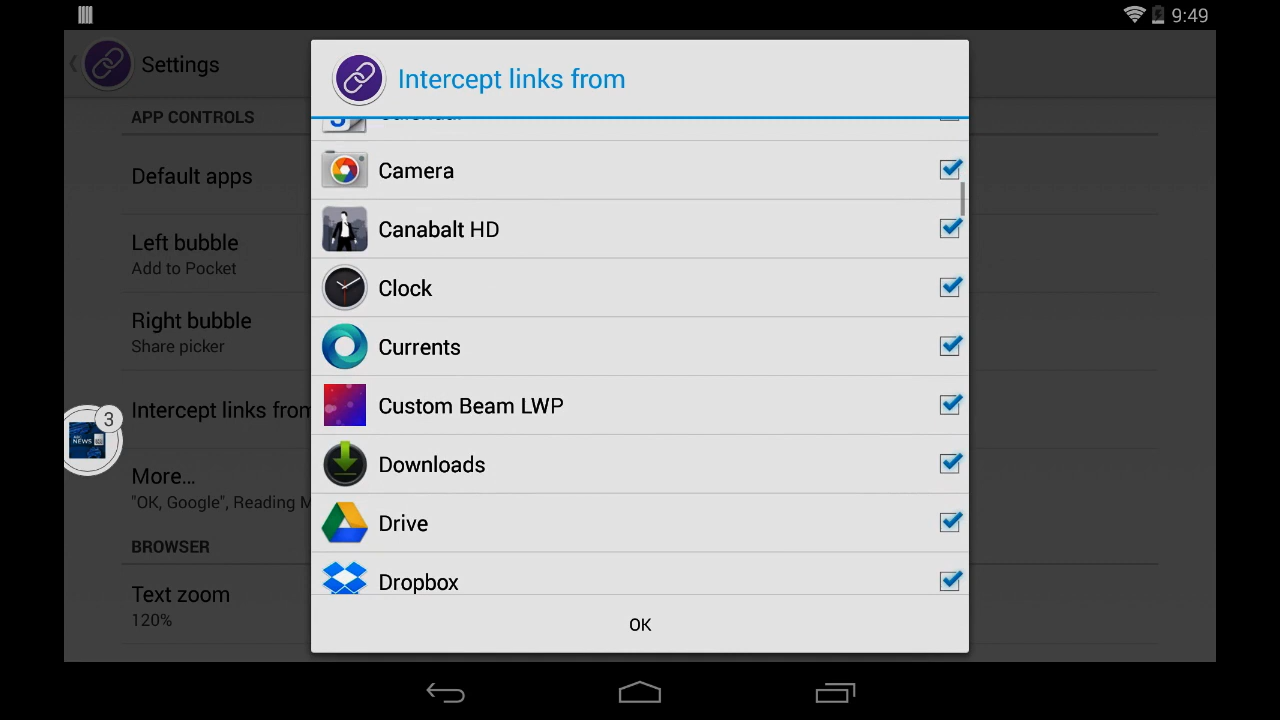 9:49
Settings
APP CONTROLS
Default apps
Left bubble
Add to Pocket
Right bubble
Share picker
Intercept links from
3
NEWS
More...
"OK, Google", Reading M
BROWSER
Text zoom
120%
Intercept links from
Camera
Canabalt HD
Clock
Currents
Custom Beam LWP
Downloads
Drive
Dropbox
OK